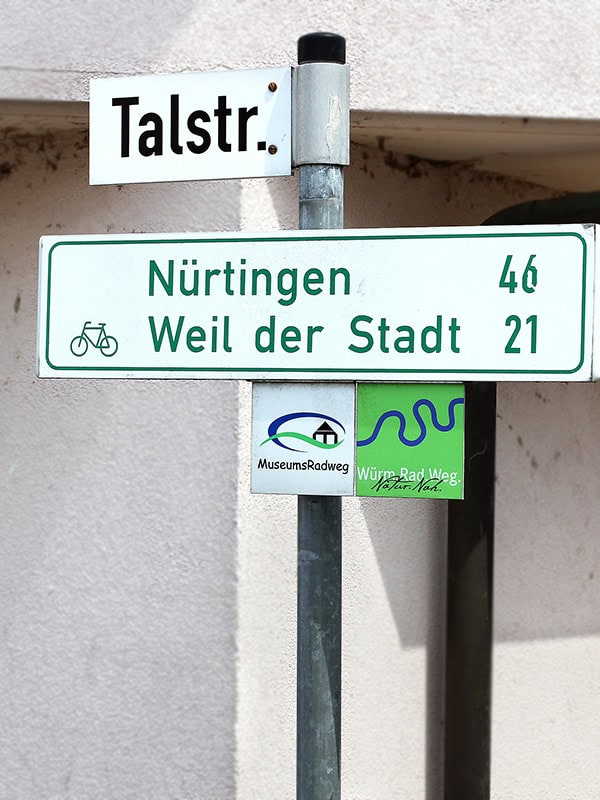 Talstr.
Nürtingen 46
Weil der Stadt 21
MuseumsRadweg
Würm.Rad.Weg.
Natur.Nah.